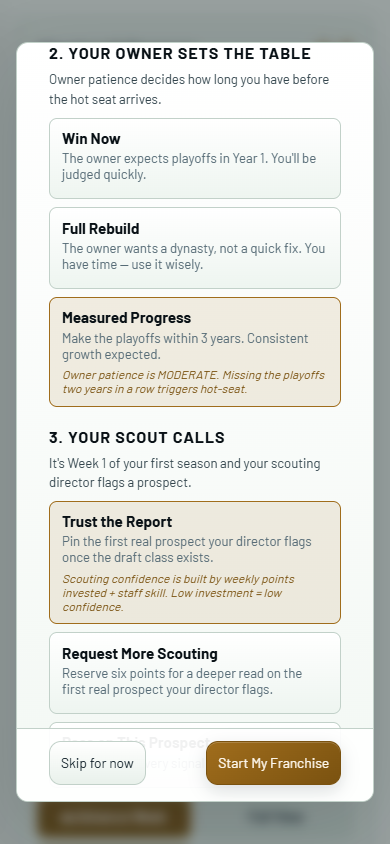 2. YOUR OWNER SETS THE TABLE
Owner patience decides how long you have before
the hot seat arrives.
Win Now
The owner expects playoffs in Year 1. You'll be
judged quickly.
Full Rebuild
The owner wants a dynasty, not a quick fix. You
have time — use it wisely.
Measured Progress
Make the playoffs within 3 years. Consistent
growth expected.
Owner patience is MODERATE. Missing the playoffs
two years in a row triggers hot-seat.
3. YOUR SCOUT CALLS
It's Week 1 of your first season and your scouting
director flags a prospect.
Trust the Report
Pin the first real prospect your director flags
once the draft class exists.
Scouting confidence is built by weekly points
invested + staff skill. Low investment = low
confidence.
Request More Scouting
Reserve six points for a deeper read on the
first real prospect your director flags.
Pass on This Prospect
Skip for now
Start My Franchise